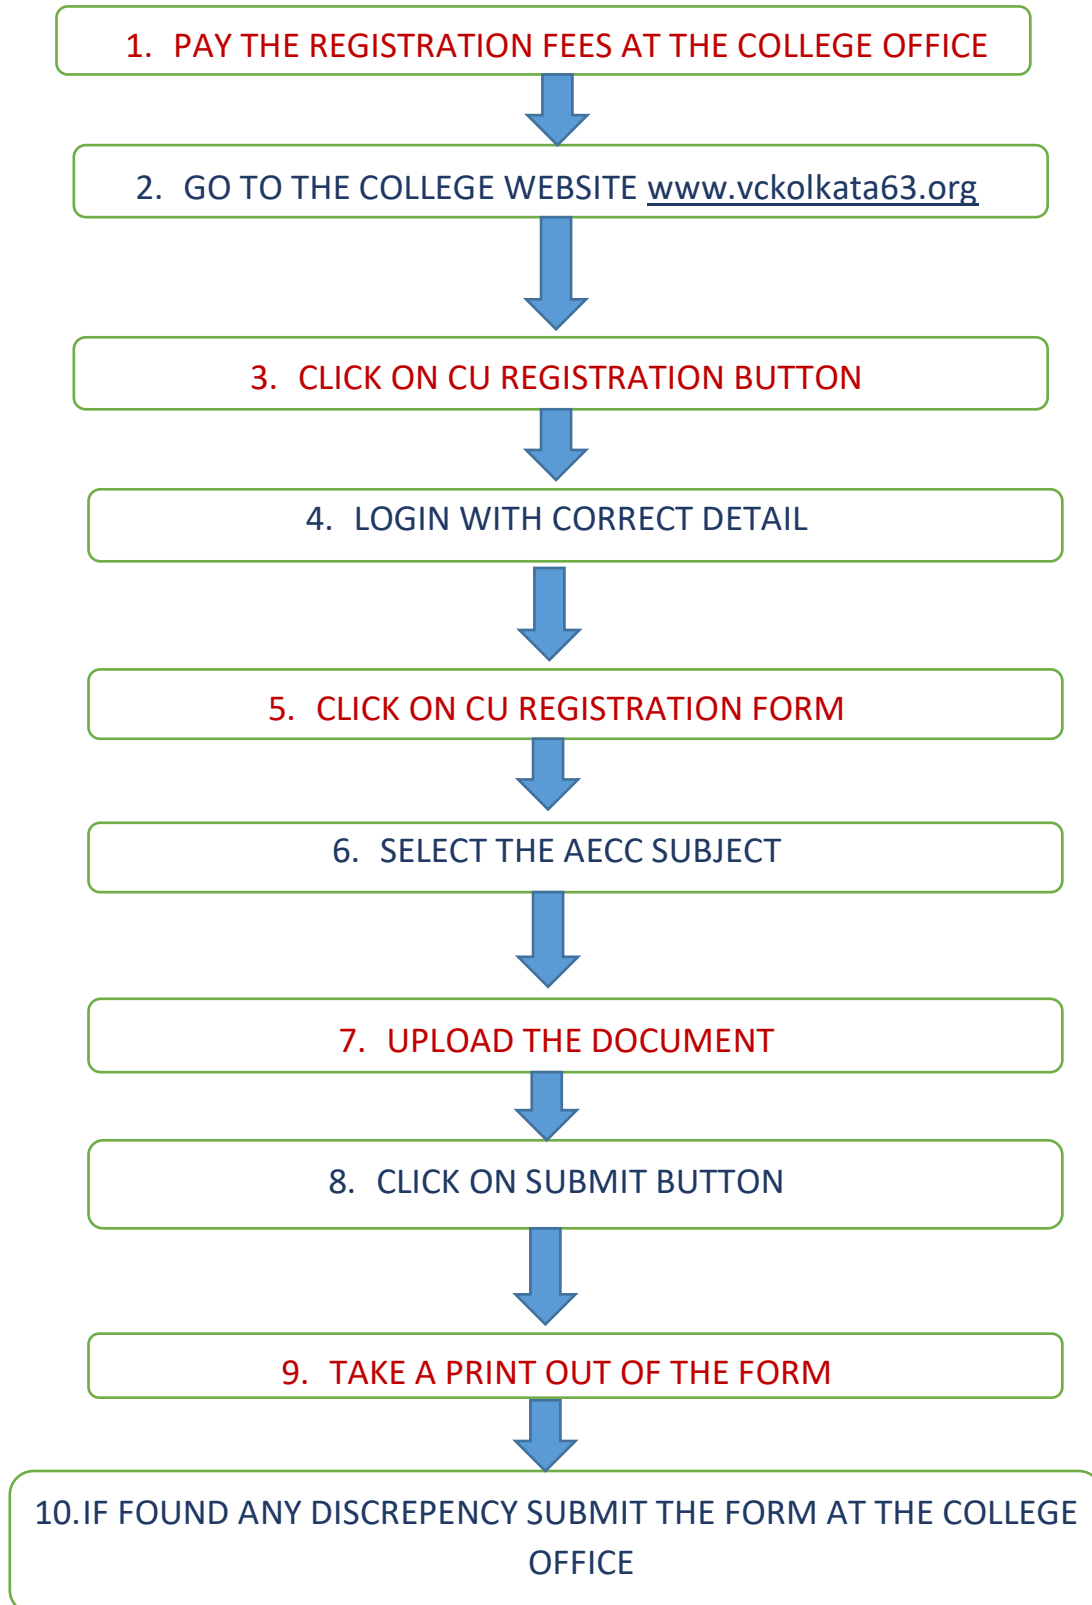 1. PAY THE REGISTRATION FEES AT THE COLLEGE OFFICE
2. GO TO THE COLLEGE WEBSITE www.vckolkata63.org
3. CLICK ON CU REGISTRATION BUTTON
4. LOGIN WITH CORRECT DETAIL
5. CLICK ON CU REGISTRATION FORM
6. SELECT THE AECC SUBJECT
7. UPLOAD THE DOCUMENT
8. CLICK ON SUBMIT BUTTON
9. TAKE A PRINT OUT OF THE FORM
10.IF FOUND ANY DISCREPENCY SUBMIT THE FORM AT THE COLLEGE
OFFICE